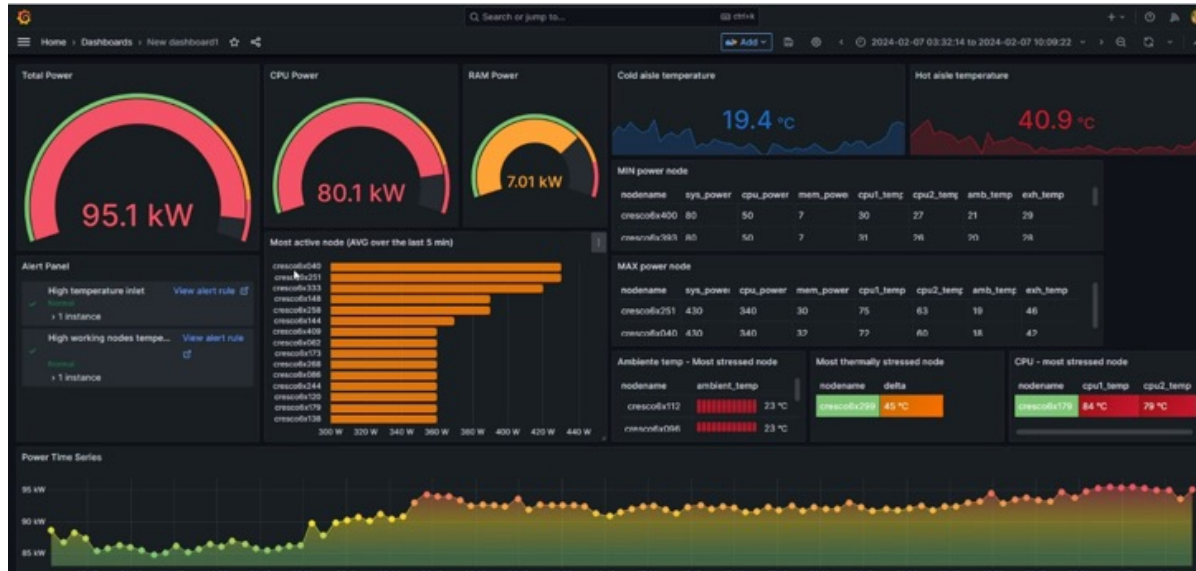 Search or jump to...
ctrl+k
Home › Dashboards › New dashboard1
Add
2024-02-07 03:32:14 to 2024-02-07 10:09:22
Total Power
95.1 kW
CPU Power
80.1 kW
RAM Power
7.01 kW
Cold aisle temperature
19.4 °C
Hot aisle temperature
40.9 °C
MIN power node
nodename sys_power cpu_power mem_powe cpu1_temp cpu2_temp amb_temp exh_temp
cresco6x400 80 50 7 30 27 21 29
cresco6x393 80 50 7 31 26 20 28
MAX power node
nodename sys_power cpu_power mem_power cpu1_temp cpu2_temp amb_temp exh_temp
cresco6x251 430 340 30 75 63 19 46
cresco6x040 430 340 32 72 60 18 42
Alert Panel
High temperature inlet View alert rule
Normal
› 1 instance
High working nodes tempe... View alert rule
Normal
› 1 instance
Most active node (AVG over the last 5 min)
cresco6x040
cresco6x251
cresco6x333
cresco6x148
cresco6x258
cresco6x144
cresco6x409
cresco6x062
cresco6x173
cresco6x268
cresco6x086
cresco6x244
cresco6x120
cresco6x179
cresco6x138
300 W 320 W 340 W 360 W 380 W 400 W 420 W 440 W
Ambiente temp - Most stressed node
nodename ambient_temp
cresco6x112 23 °C
cresco6x096 23 °C
Most thermally stressed node
nodename delta
cresco6x299 45 °C
CPU - most stressed node
nodename cpu1_temp cpu2_temp
cresco6x179 84 °C 79 °C
Power Time Series
95 kW
90 kW
85 kW